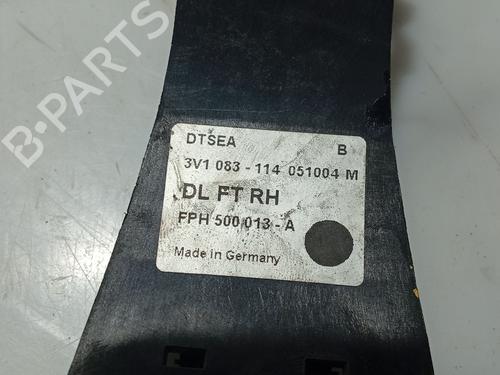 B-PARTS
DTSEA B
3V1 083 - 114 051004 M
DL FT RH
FPH 500 013 - A
Made in Germany